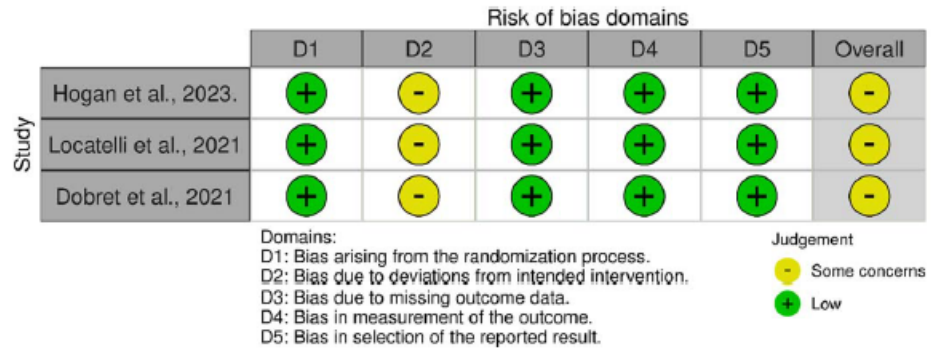 Risk of bias domains
D1 D2 D3 D4 D5 Overall
Study
Hogan et al., 2023. + - + + + -
Locatelli et al., 2021 + - + + + -
Dobret et al., 2021 + - + + + -
Domains:
D1: Bias arising from the randomization process.
D2: Bias due to deviations from intended intervention.
D3: Bias due to missing outcome data.
D4: Bias in measurement of the outcome.
D5: Bias in selection of the reported result.
Judgement
- Some concerns
+ Low